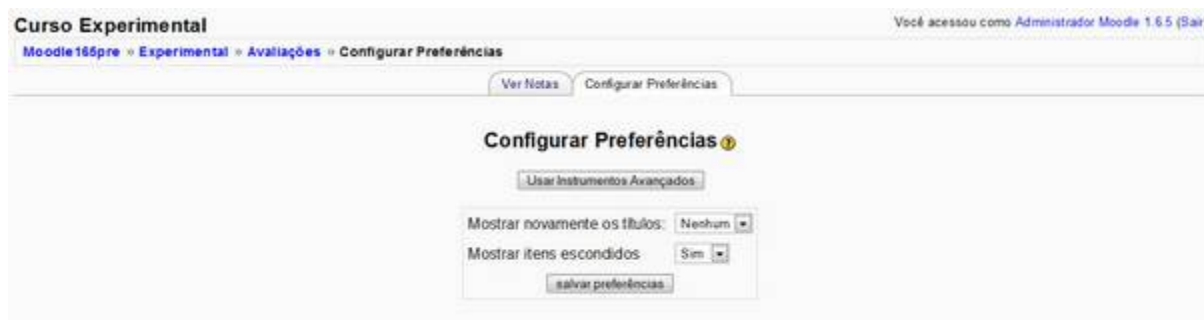 Curso Experimental
Você acessou como Administrador Moodle 1.6.5 (Sair
Moodle165pre » Experimental » Avaliações » Configurar Preferências
Ver Notas
Configurar Preferências
Configurar Preferências
Usar Instrumentos Avançados
Mostrar novamente os títulos: Nenhum
Mostrar itens escondidos Sim
salvar preferências